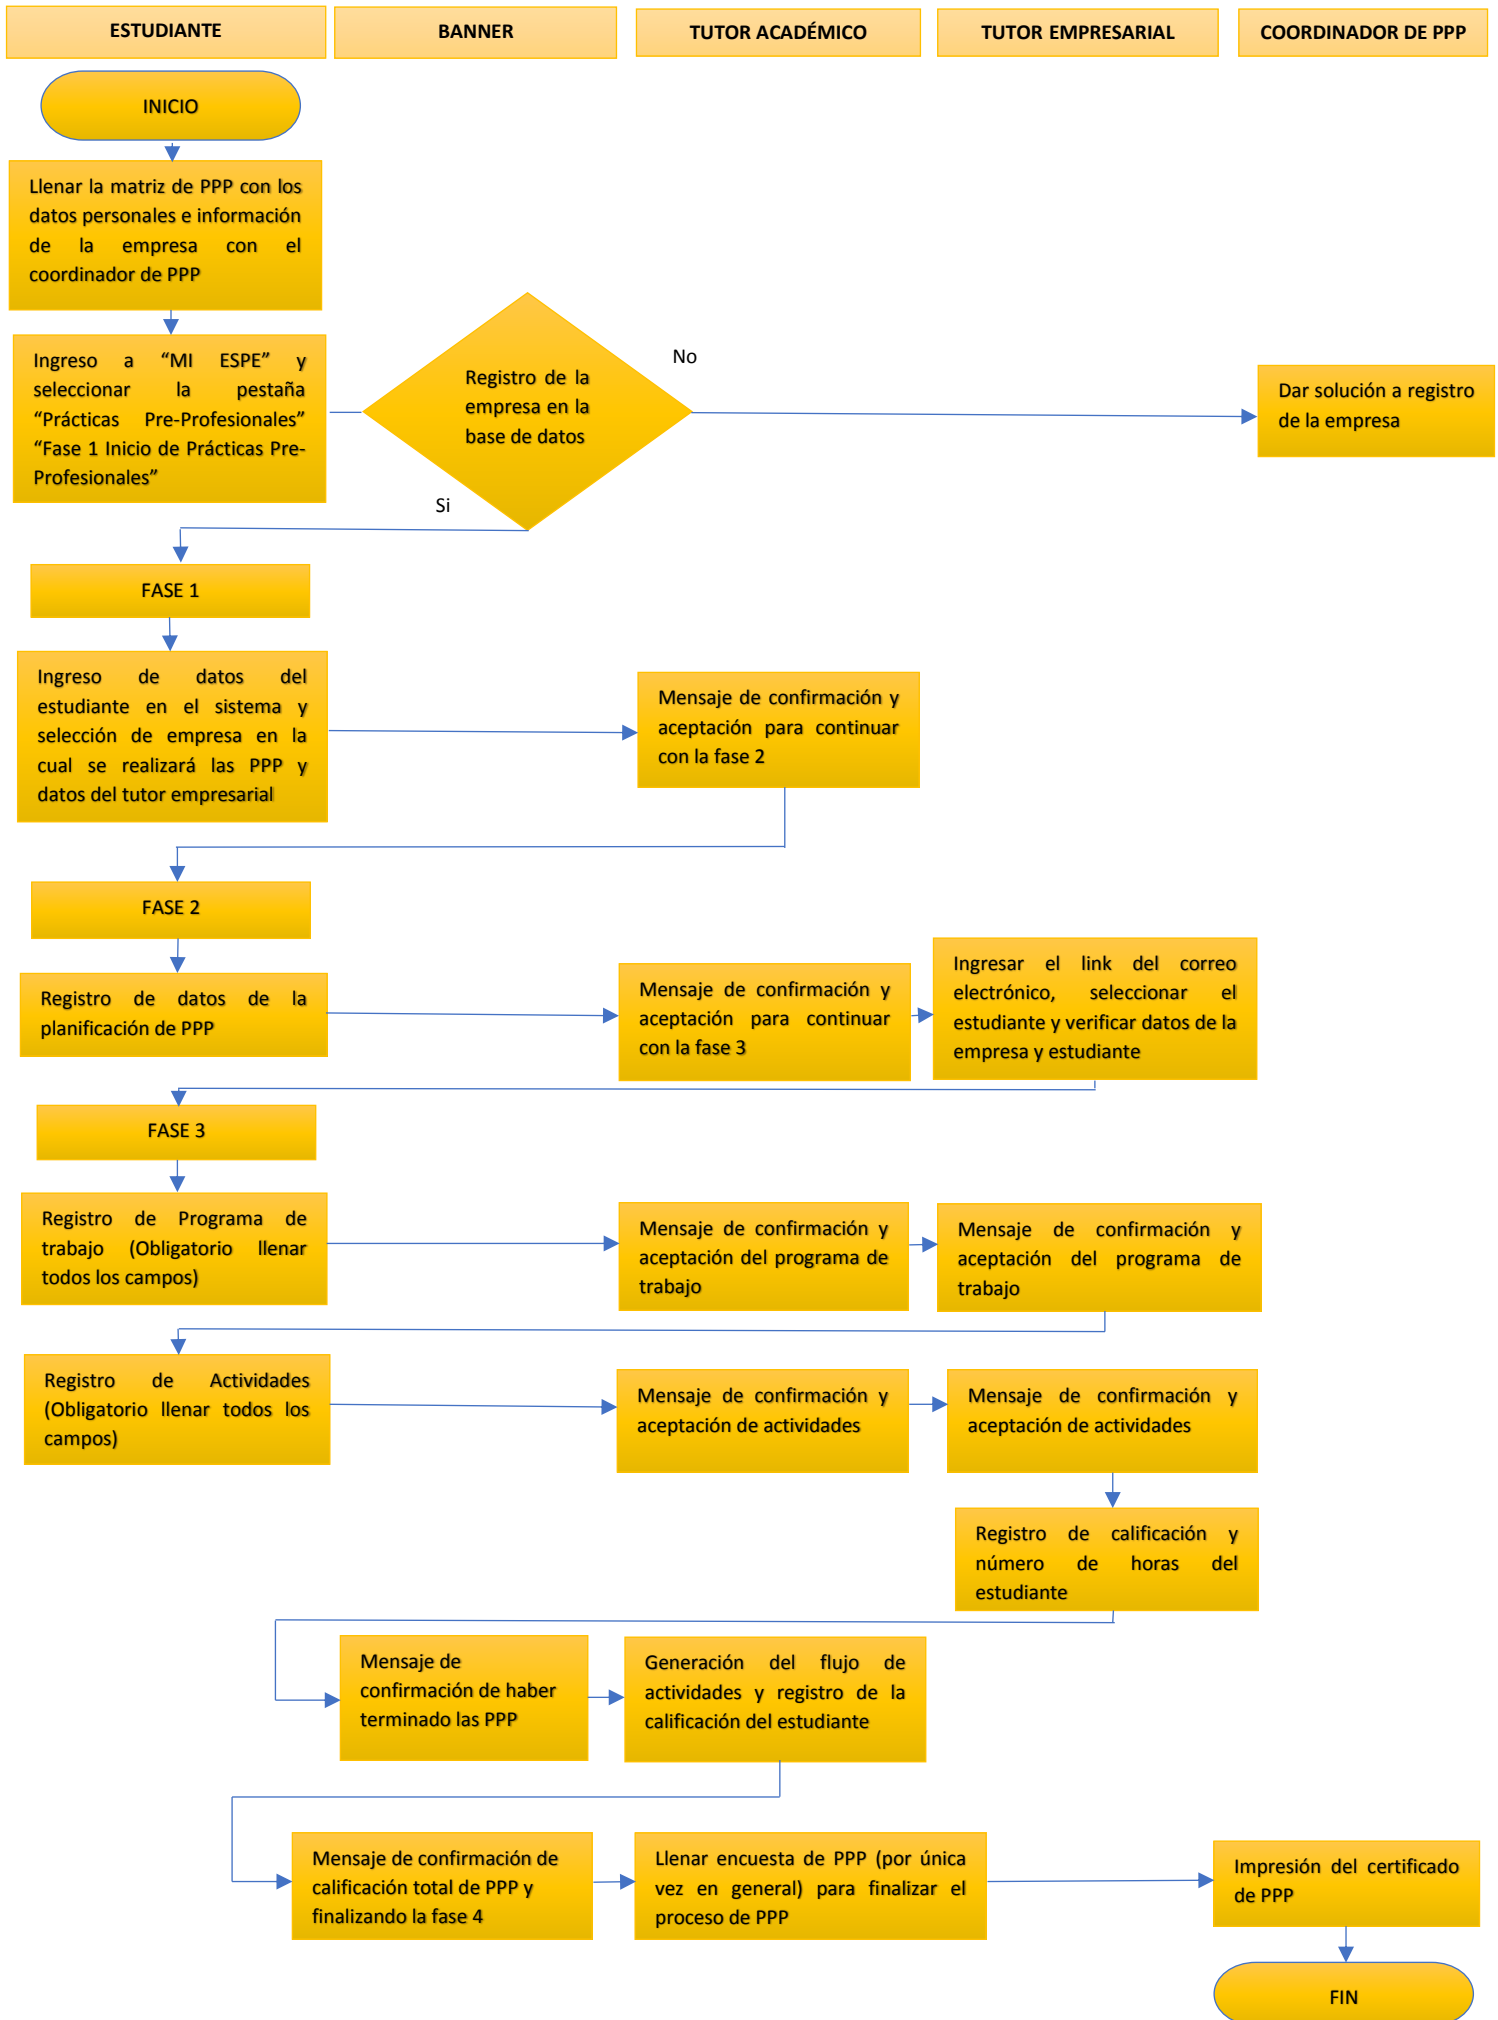 ESTUDIANTE
BANNER
TUTOR ACADÉMICO
TUTOR EMPRESARIAL
COORDINADOR DE PPP
INICIO
Llenar la matriz de PPP con los
datos personales e información
de la empresa con el
coordinador de PPP
Ingreso a “MI ESPE” y
seleccionar la pestaña
“Prácticas Pre-Profesionales”
“Fase 1 Inicio de Prácticas Pre-
Profesionales”
Registro de la
empresa en la
base de datos
No
Si
Dar solución a registro
de la empresa
FASE 1
Ingreso de datos del
estudiante en el sistema y
selección de empresa en la
cual se realizará las PPP y
datos del tutor empresarial
Mensaje de confirmación y
aceptación para continuar
con la fase 2
FASE 2
Registro de datos de la
planificación de PPP
Mensaje de confirmación y
aceptación para continuar
con la fase 3
Ingresar el link del correo
electrónico, seleccionar el
estudiante y verificar datos de la
empresa y estudiante
FASE 3
Registro de Programa de
trabajo (Obligatorio llenar
todos los campos)
Mensaje de confirmación y
aceptación del programa de
trabajo
Mensaje de confirmación y
aceptación del programa de
trabajo
Registro de Actividades
(Obligatorio llenar todos los
campos)
Mensaje de confirmación y
aceptación de actividades
Mensaje de confirmación y
aceptación de actividades
Registro de calificación y
número de horas del
estudiante
Mensaje de
confirmación de haber
terminado las PPP
Generación del flujo de
actividades y registro de la
calificación del estudiante
Mensaje de confirmación de
calificación total de PPP y
finalizando la fase 4
Llenar encuesta de PPP (por única
vez en general) para finalizar el
proceso de PPP
Impresión del certificado
de PPP
FIN